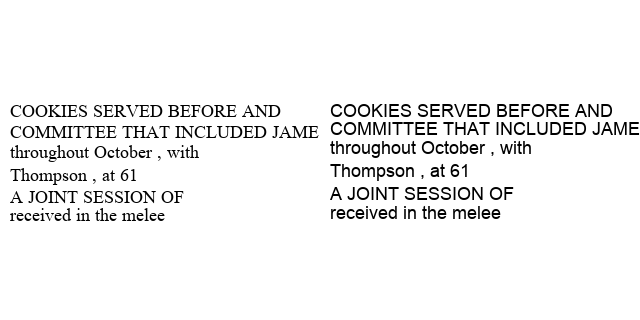 COOKIES SERVED BEFORE AND
COMMITTEE THAT INCLUDED JAME
throughout October , with
Thompson , at 61
A JOINT SESSION OF
received in the melee
COOKIES SERVED BEFORE AND
COMMITTEE THAT INCLUDED JAME
throughout October , with
Thompson , at 61
A JOINT SESSION OF
received in the melee